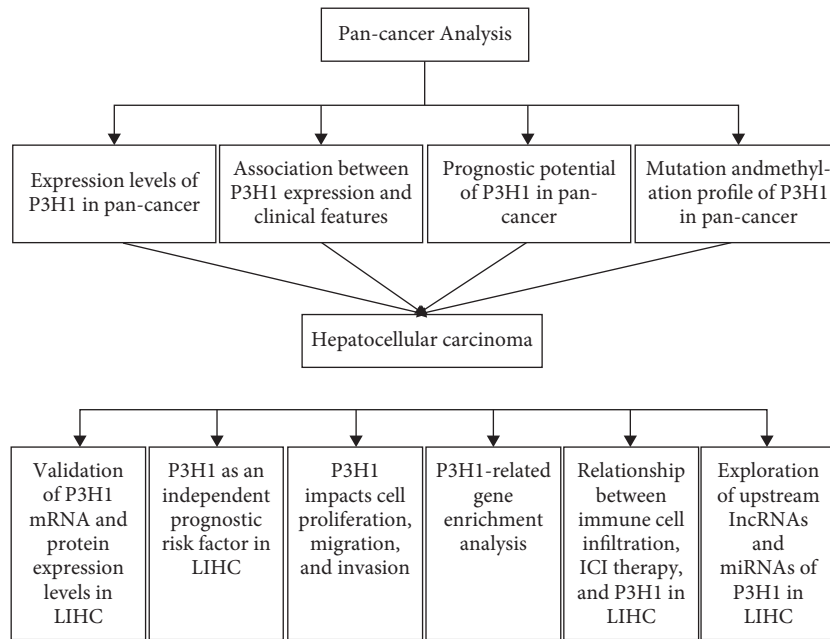 Pan-cancer Analysis
Expression levels of
P3H1 in pan-cancer
Association between
P3H1 expression and
clinical features
Prognostic potential
of P3H1 in pan-
cancer
Mutation andmethyl-
ation profile of P3H1
in pan-cancer
Hepatocellular carcinoma
Validation
of P3H1
mRNA and
protein
expression
levels in
LIHC
P3H1 as an
independent
prognostic
risk factor in
LIHC
P3H1
impacts cell
proliferation,
migration,
and invasion
P3H1-related
gene
enrichment
analysis
Relationship
between
immune cell
infiltration,
ICI therapy,
and P3H1 in
LIHC
Exploration
of upstream
IncRNAs
and
miRNAs of
P3H1 in
LIHC